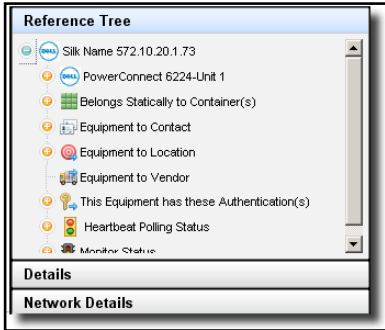 Reference Tree
DELL Silk Name 572.10.20.1.73
DELL PowerConnect 6224-Unit 1
Belongs Statically to Container(s)
Equipment to Contact
Equipment to Location
Equipment to Vendor
This Equipment has these Authentication(s)
Heartbeat Polling Status
Monitor Status
Details
Network Details